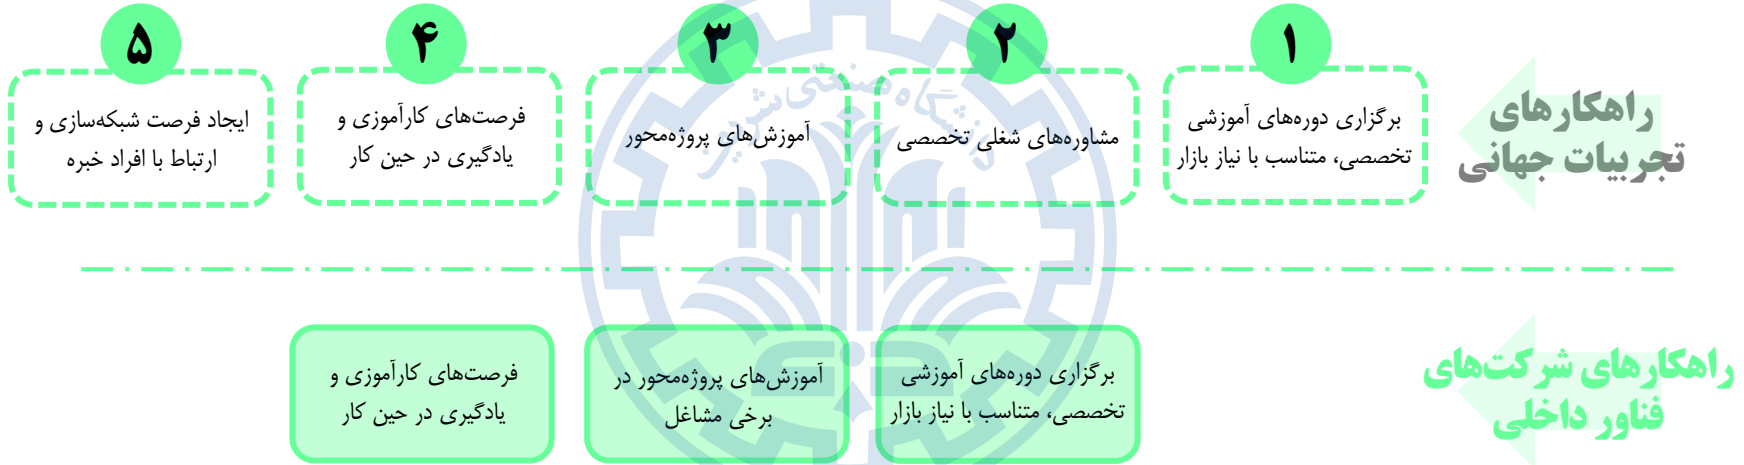 راهکارهای
تجربیات جهانی
۱
برگزاری دوره‌های آموزشی
تخصصی، متناسب با نیاز بازار
۲
مشاوره‌های شغلی تخصصی
۳
آموزش‌های پروژه‌محور
۴
فرصت‌های کارآموزی و
یادگیری در حین کار
۵
ایجاد فرصت شبکه‌سازی و
ارتباط با افراد خبره
راهکارهای شرکت‌های
فناور داخلی
برگزاری دوره‌های آموزشی
تخصصی، متناسب با نیاز بازار
آموزش‌های پروژه‌محور در
برخی مشاغل
فرصت‌های کارآموزی و
یادگیری در حین کار
دانشگاه صنعتی شریف